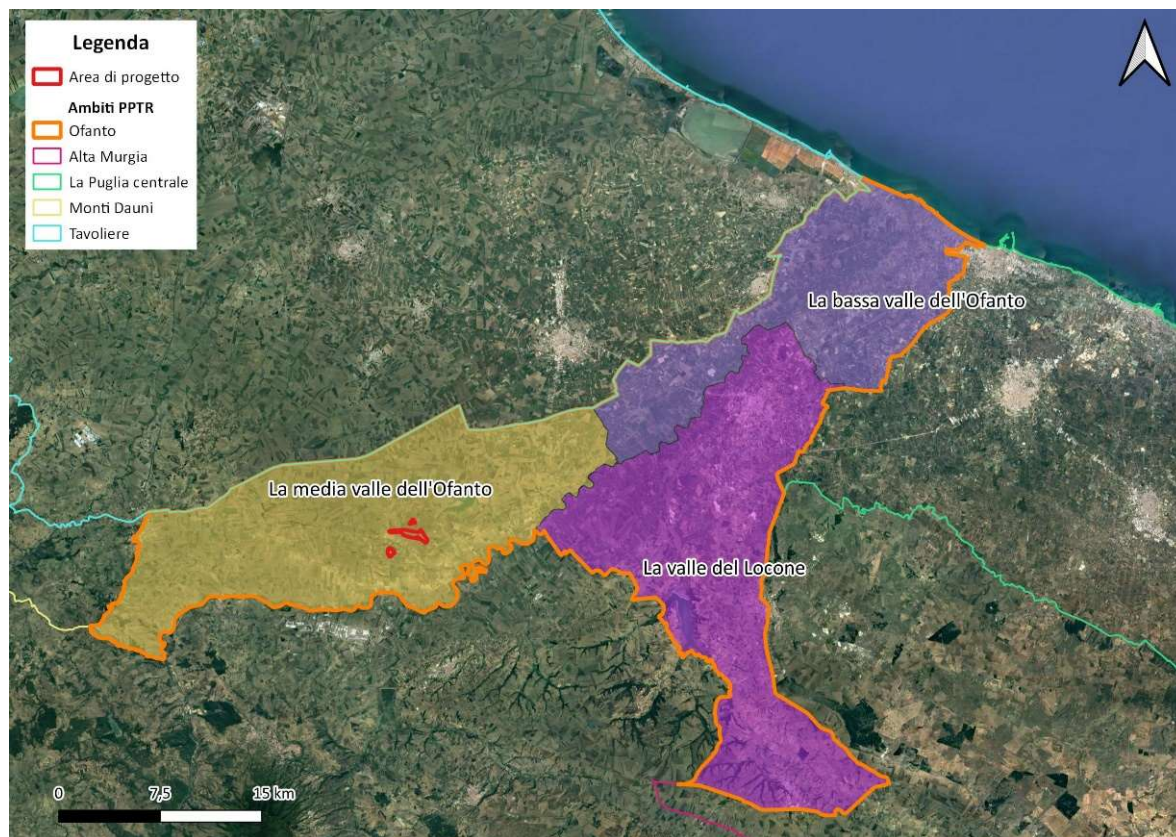 Legenda
Area di progetto
Ambiti PPTR
Ofanto
Alta Murgia
La Puglia centrale
Monti Dauni
Tavoliere
La bassa valle dell'Ofanto
La media valle dell'Ofanto
La valle del Locone
0 7,5 15 km